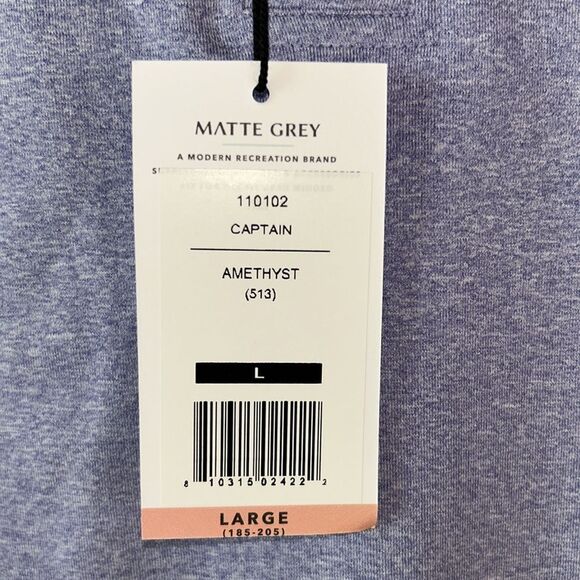 MATTE GREY
A MODERN RECREATION BRAND
110102
CAPTAIN
AMETHYST
(513)
L
8 10315 02422 2
LARGE
(185-205)